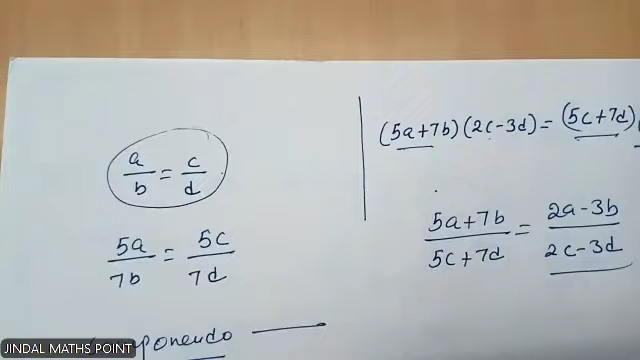 a/b = c/d
5a/7b = 5c/7d
(5a+7b)(2c-3d) = (5c+7d)
5a+7b/5c+7d = 2a-3b/2c-3d
JINDAL MATHS POINT